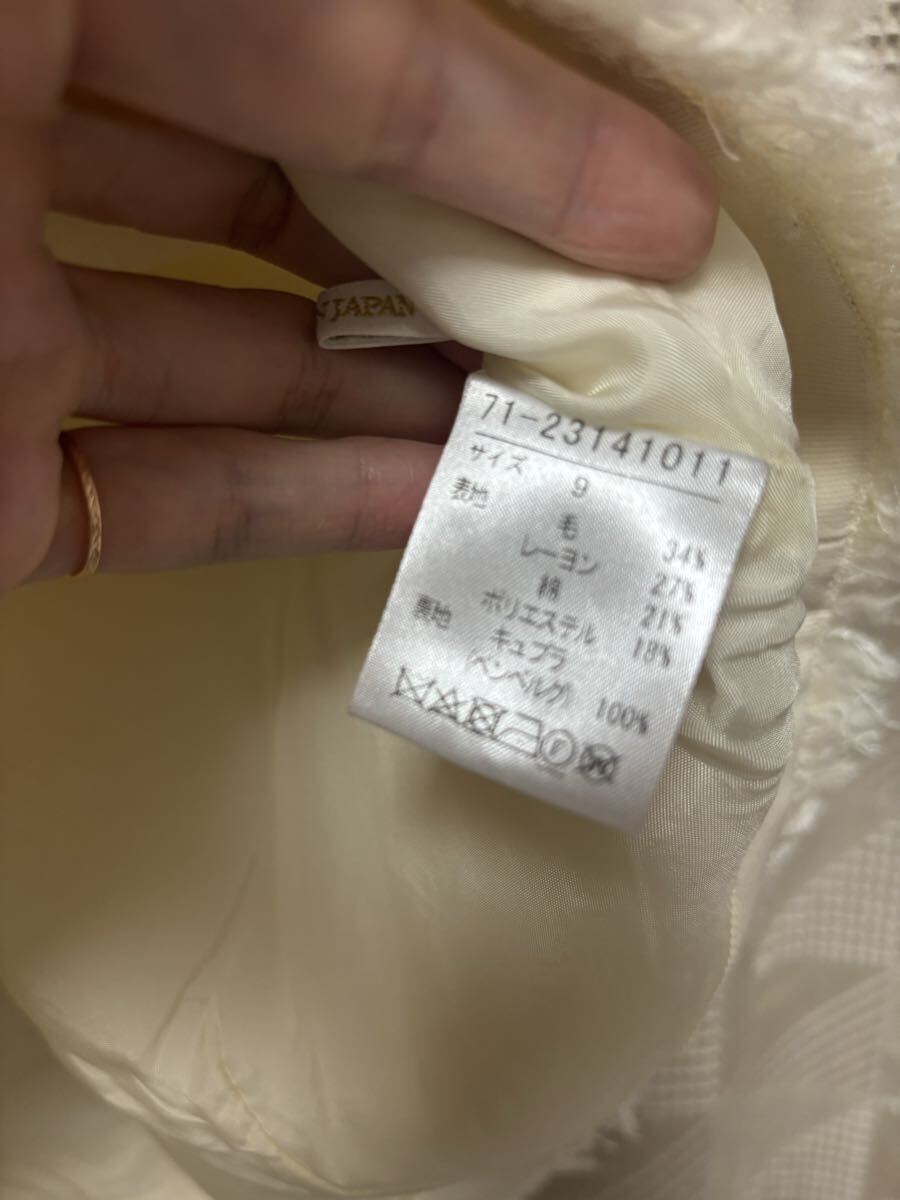 JAPAN
71-23141011
サイズ 9
表地 毛 34%
レーヨン 27%
綿 21%
ポリエステル 18%
裏地 キュプラ
(ベンベルグ) 100%